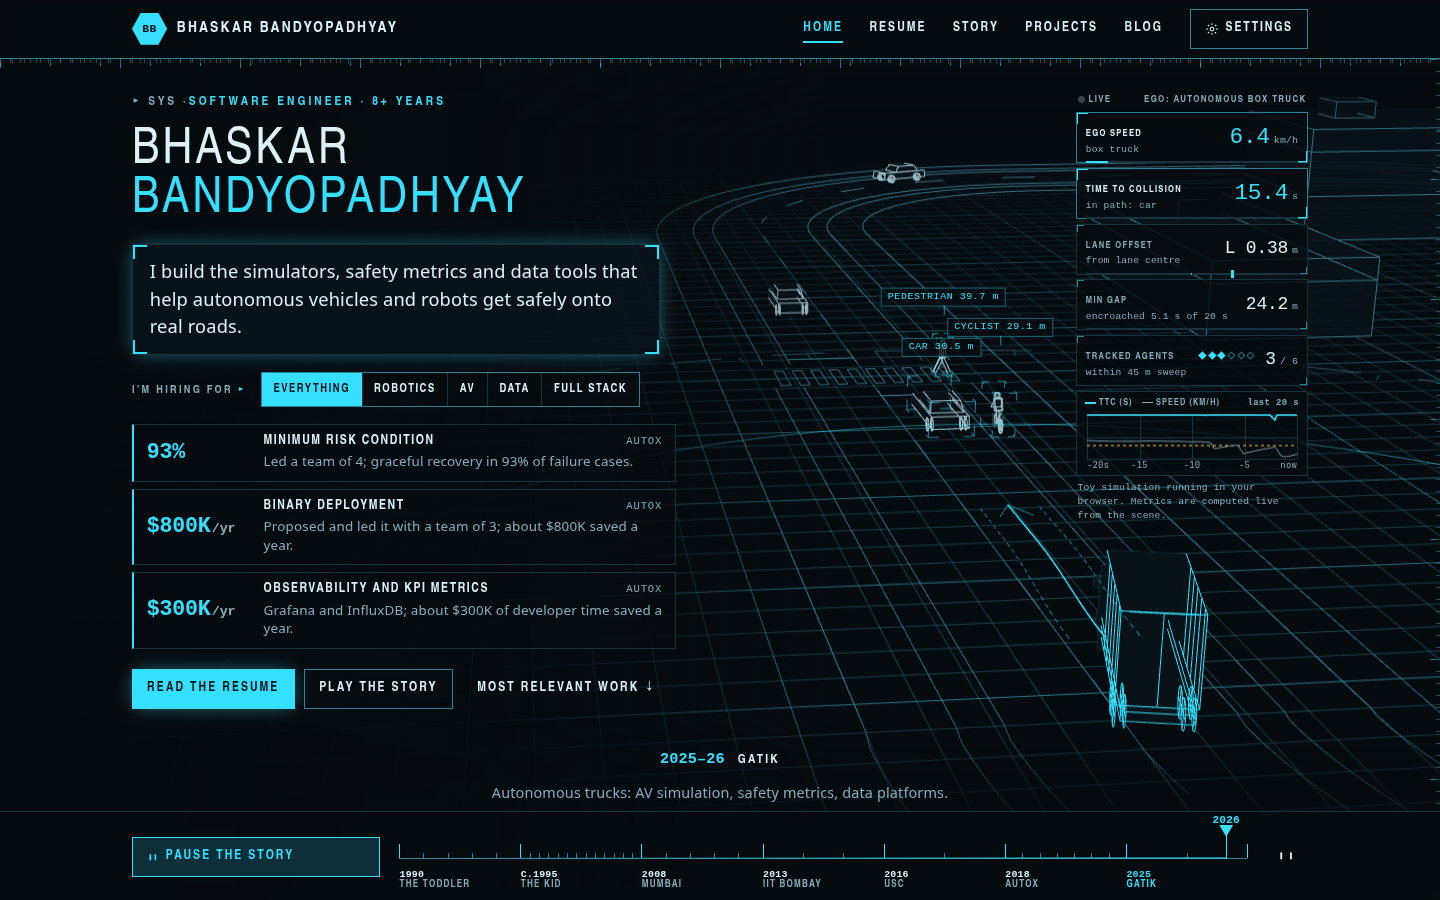 BB BHASKAR BANDYOPADHYAY
HOME RESUME STORY PROJECTS BLOG SETTINGS
▸ SYS · SOFTWARE ENGINEER · 8+ YEARS
BHASKAR
BANDYOPADHYAY
I build the simulators, safety metrics and data tools that
help autonomous vehicles and robots get safely onto
real roads.
I'M HIRING FOR ▸ EVERYTHING ROBOTICS AV DATA FULL STACK
93% MINIMUM RISK CONDITION AUTOX
Led a team of 4; graceful recovery in 93% of failure cases.
$800K/yr BINARY DEPLOYMENT AUTOX
Proposed and led it with a team of 3; about $800K saved a
year.
$300K/yr OBSERVABILITY AND KPI METRICS AUTOX
Grafana and InfluxDB; about $300K of developer time saved a
year.
READ THE RESUME PLAY THE STORY MOST RELEVANT WORK ↓
PEDESTRIAN 39.7 m
CYCLIST 29.1 m
CAR 30.5 m
LIVE EGO: AUTONOMOUS BOX TRUCK
EGO SPEED 6.4 km/h
box truck
TIME TO COLLISION 15.4 s
in path: car
LANE OFFSET L 0.38 m
from lane centre
MIN GAP 24.2 m
encroached 5.1 s of 20 s
TRACKED AGENTS ◆◆◆◇◇◇ 3 / 6
within 45 m sweep
TTC (S) SPEED (KM/H) last 20 s
-20s -15 -10 -5 now
Toy simulation running in your
browser. Metrics are computed live
from the scene.
2025–26 GATIK
Autonomous trucks: AV simulation, safety metrics, data platforms.
PAUSE THE STORY
2026
1990 C.1995 2008 2013 2016 2018 2025
THE TODDLER THE KID MUMBAI IIT BOMBAY USC AUTOX GATIK